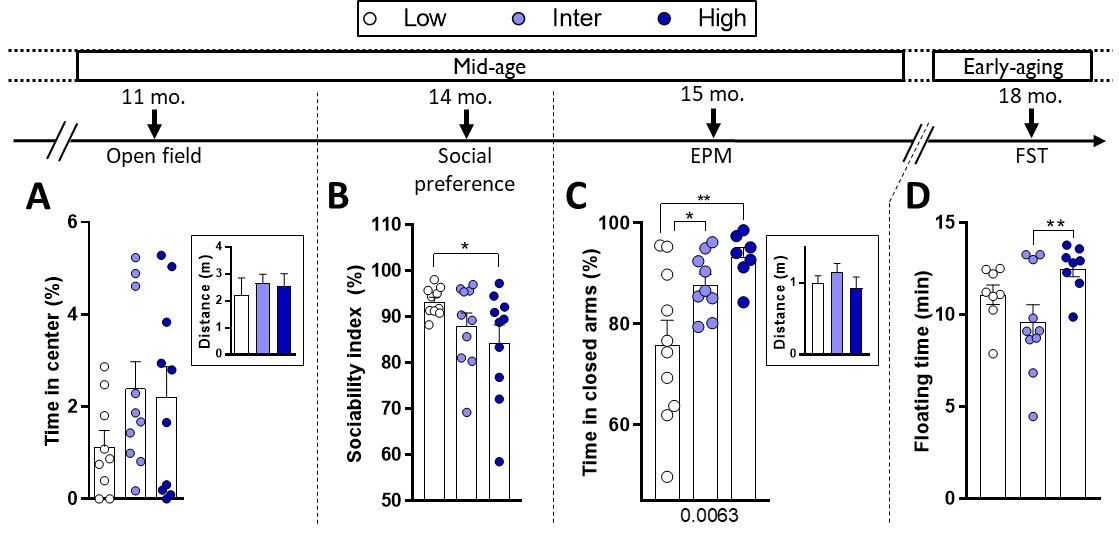 Low Inter High
Mid-age Early-aging
11 mo. 14 mo. 15 mo. 18 mo.
Open field Social preference EPM FST
A
Time in center (%)
6
4
2
0
Distance (m)
4
3
2
1
0
B
Sociability index (%)
110
100
90
80
70
60
50
*
C
Time in closed arms (%)
100
80
60
**
*
0.0063
Distance (m)
1
0
D
Floating time (min)
15
10
5
0
**